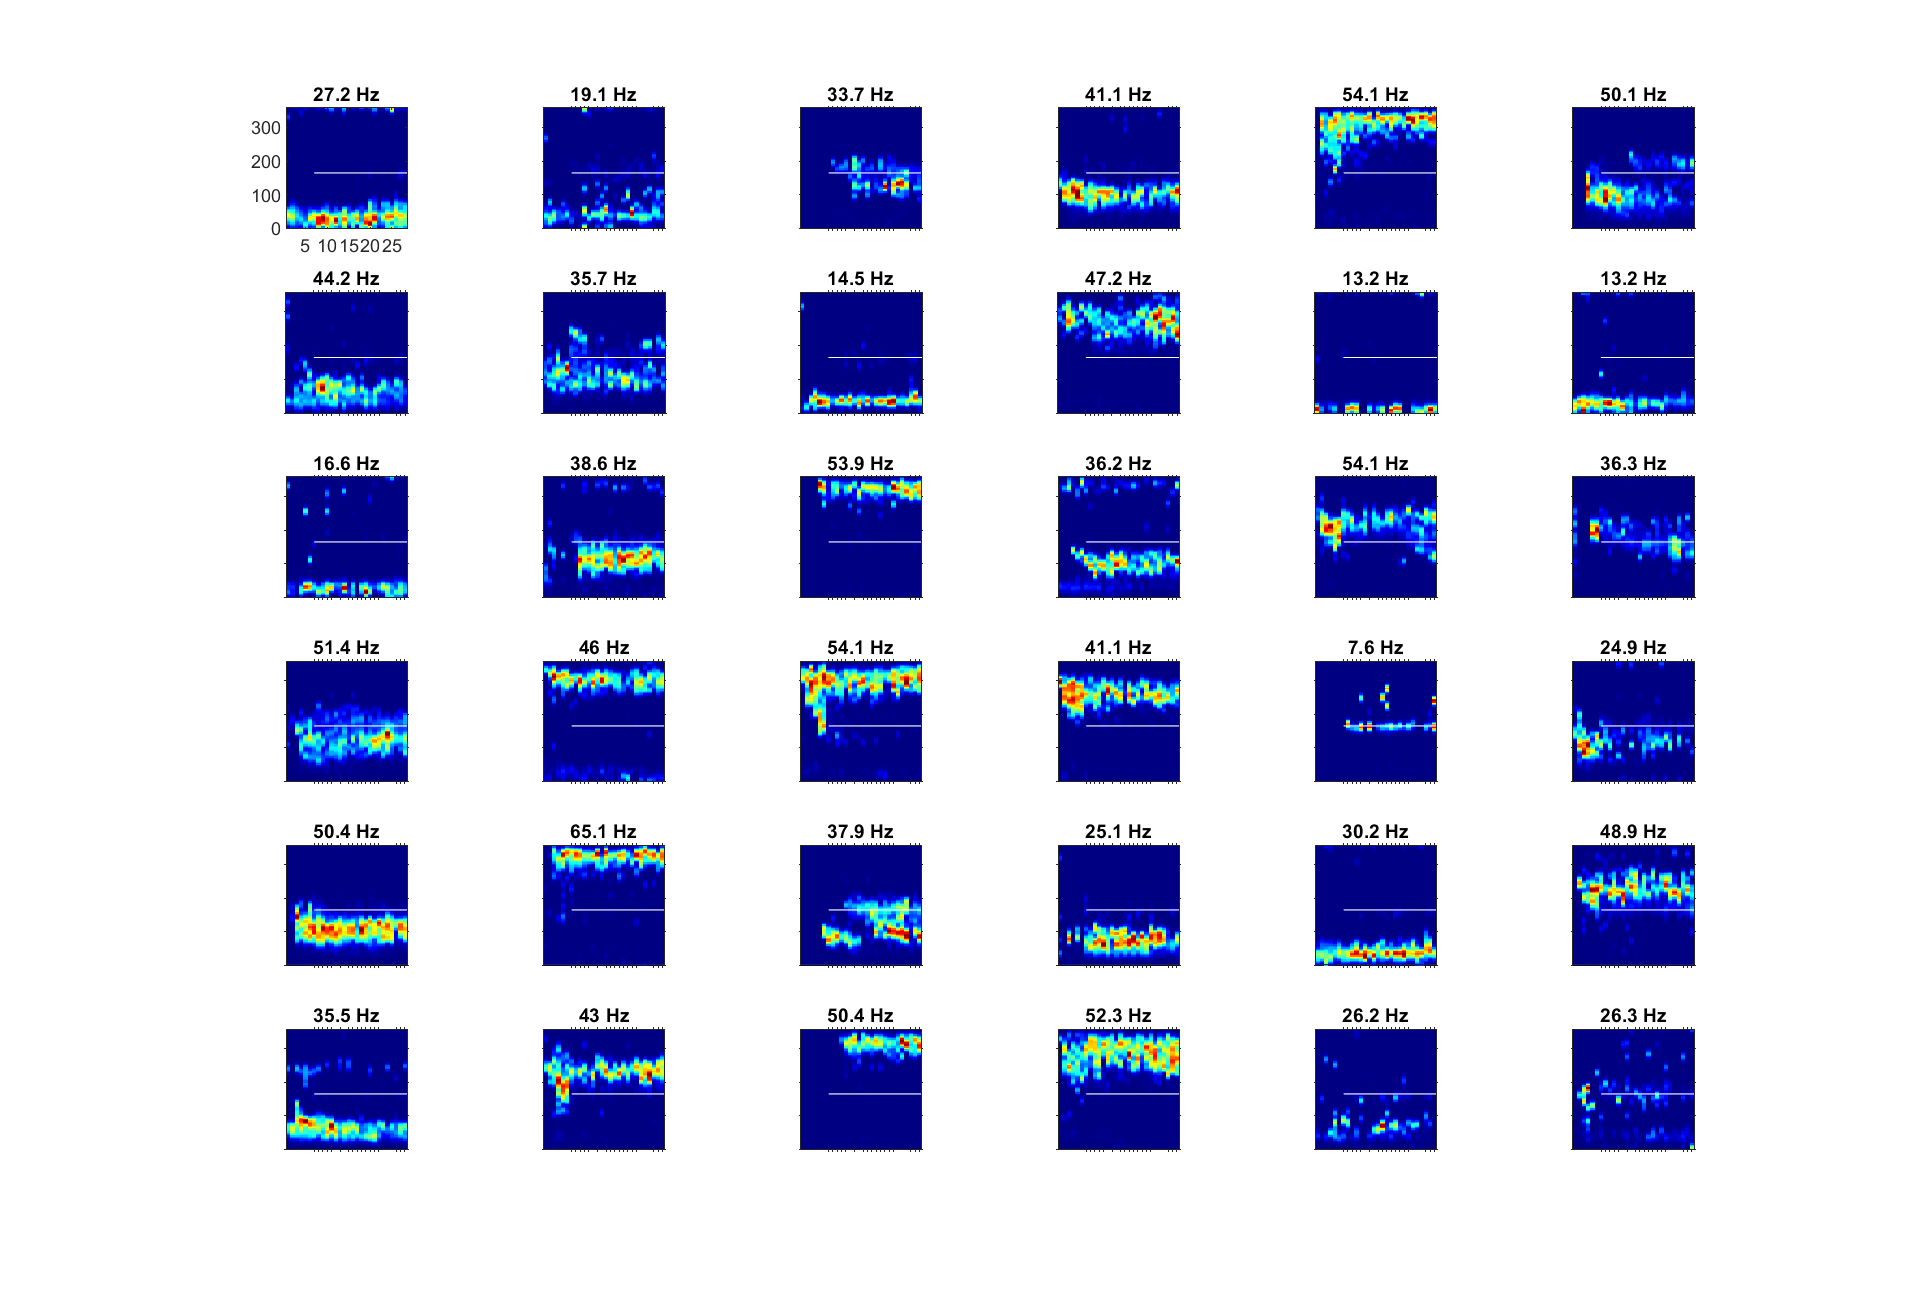 27.2 Hz 19.1 Hz 33.7 Hz 41.1 Hz 54.1 Hz 50.1 Hz
300
200
100
0
5 10 15 20 25
44.2 Hz 35.7 Hz 14.5 Hz 47.2 Hz 13.2 Hz 13.2 Hz
16.6 Hz 38.6 Hz 53.9 Hz 36.2 Hz 54.1 Hz 36.3 Hz
51.4 Hz 46 Hz 54.1 Hz 41.1 Hz 7.6 Hz 24.9 Hz
50.4 Hz 65.1 Hz 37.9 Hz 25.1 Hz 30.2 Hz 48.9 Hz
35.5 Hz 43 Hz 50.4 Hz 52.3 Hz 26.2 Hz 26.3 Hz